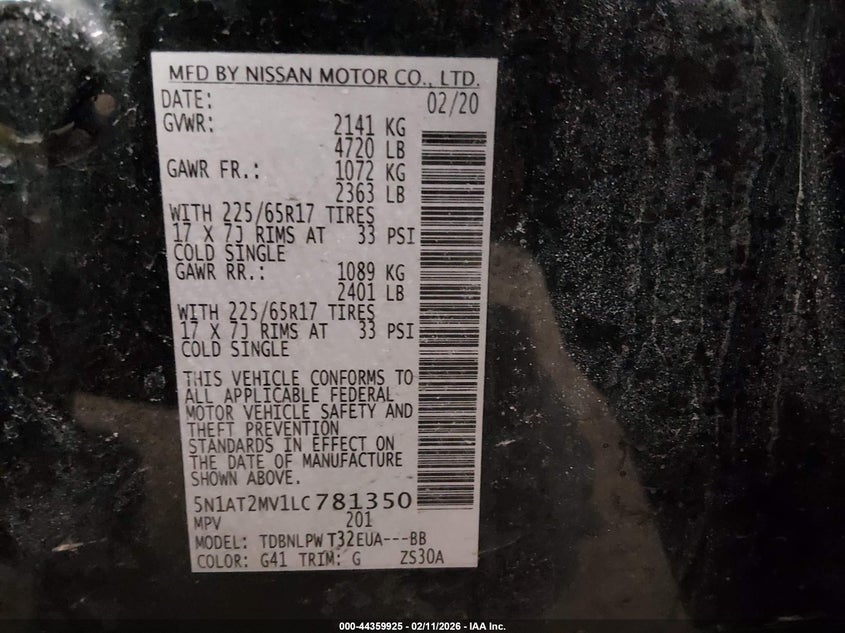 MFD BY NISSAN MOTOR CO., LTD.
DATE: 02/20
GVWR: 2141 KG
4720 LB
GAWR FR.: 1072 KG
2363 LB
WITH 225/65R17 TIRES
17 X 7J RIMS AT 33 PSI
COLD SINGLE
GAWR RR.: 1089 KG
2401 LB
WITH 225/65R17 TIRES
17 X 7J RIMS AT 33 PSI
COLD SINGLE
THIS VEHICLE CONFORMS TO
ALL APPLICABLE FEDERAL
MOTOR VEHICLE SAFETY AND
THEFT PREVENTION
STANDARDS IN EFFECT ON
THE DATE OF MANUFACTURE
SHOWN ABOVE.
5N1AT2MV1LC781350
MPV 201
MODEL: TDBNLPW T32EUA---BB
COLOR: G41 TRIM: G ZS30A
000-44359925 - 02/11/2026 - IAA Inc.